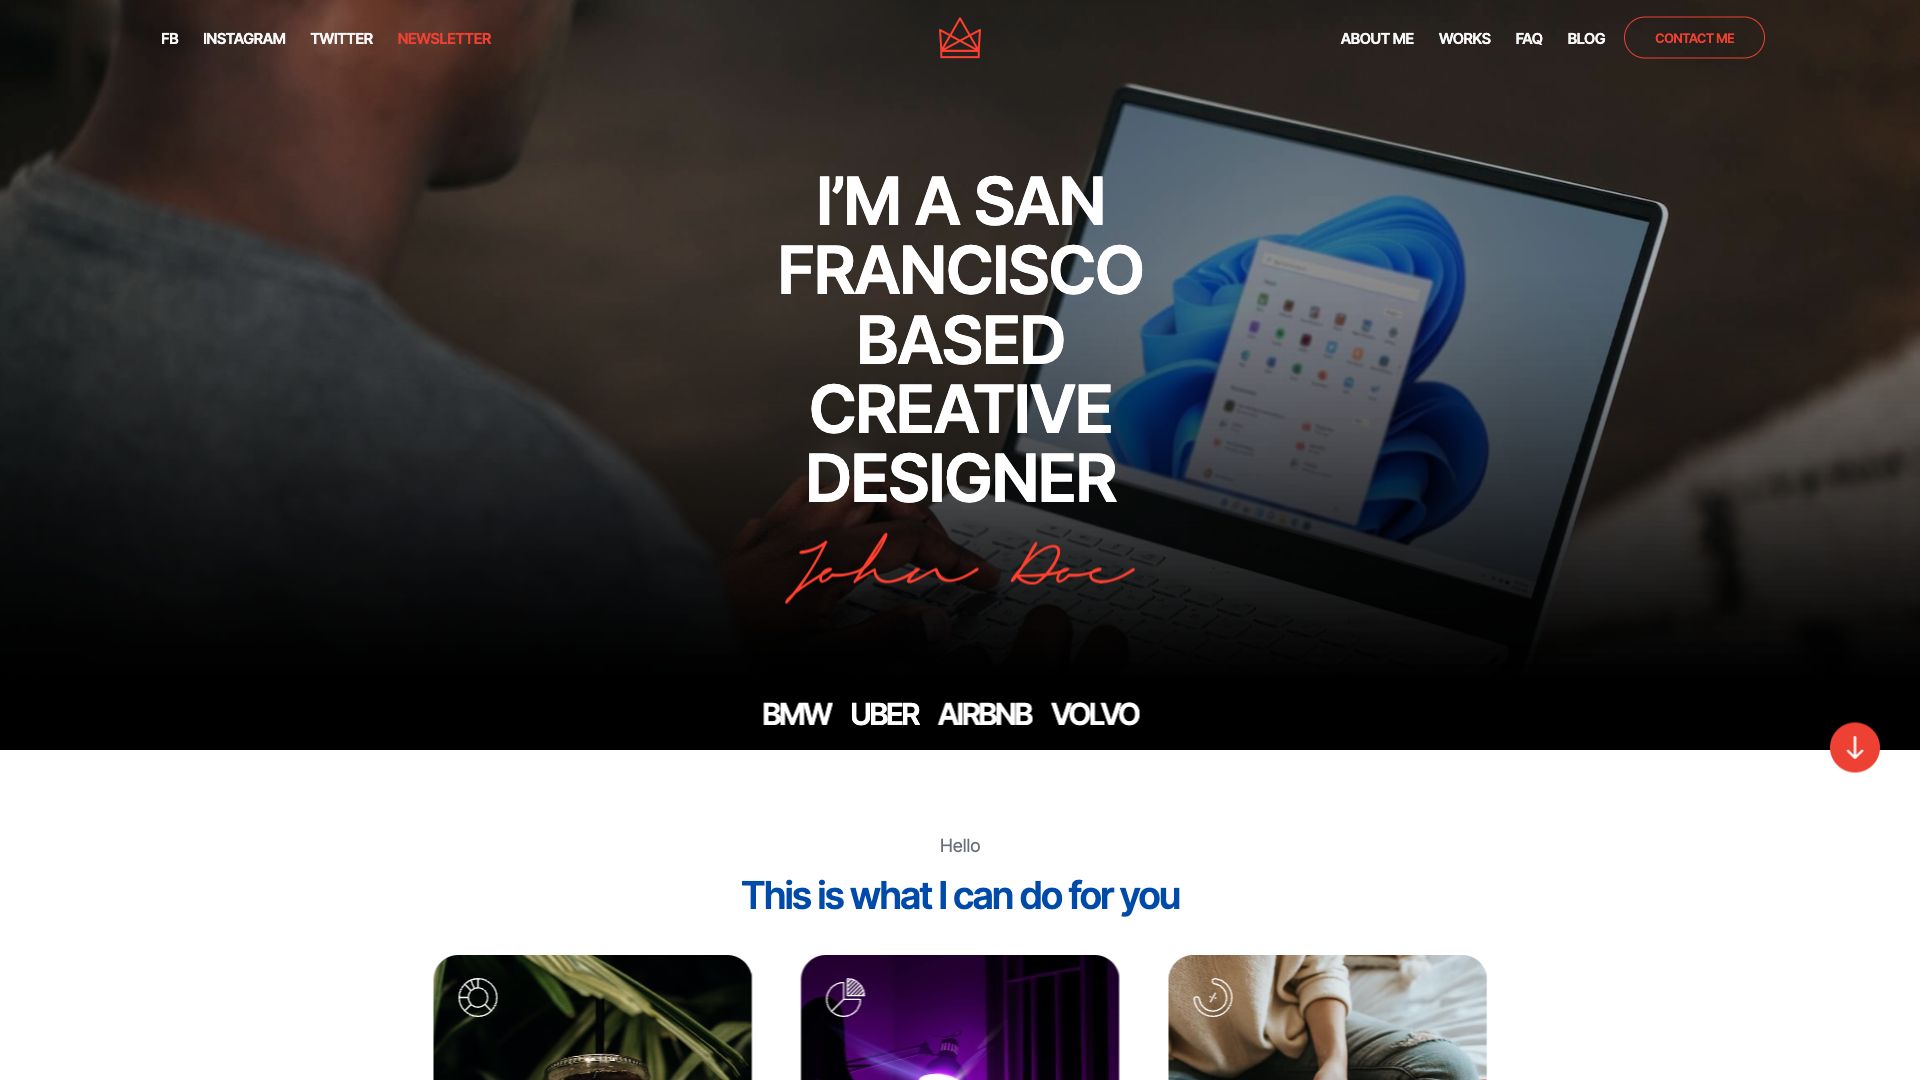 FB INSTAGRAM TWITTER NEWSLETTER
ABOUT ME WORKS FAQ BLOG CONTACT ME
I’M A SAN
FRANCISCO
BASED
CREATIVE
DESIGNER
John Doe
BMW UBER AIRBNB VOLVO
Hello
This is what I can do for you